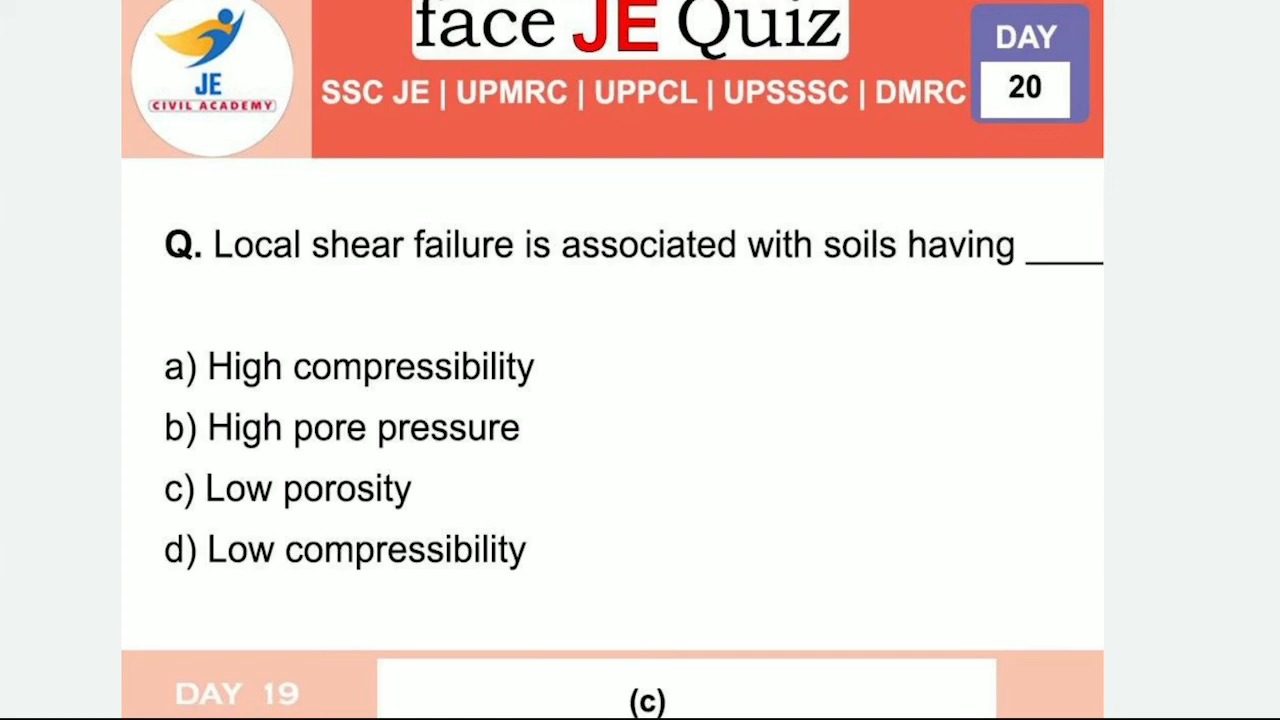 face JE Quiz
DAY
20
SSC JE | UPMRC | UPPCL | UPSSSC | DMRC
JE
CIVIL ACADEMY
Q. Local shear failure is associated with soils having ____
a) High compressibility
b) High pore pressure
c) Low porosity
d) Low compressibility
DAY 19
(c)